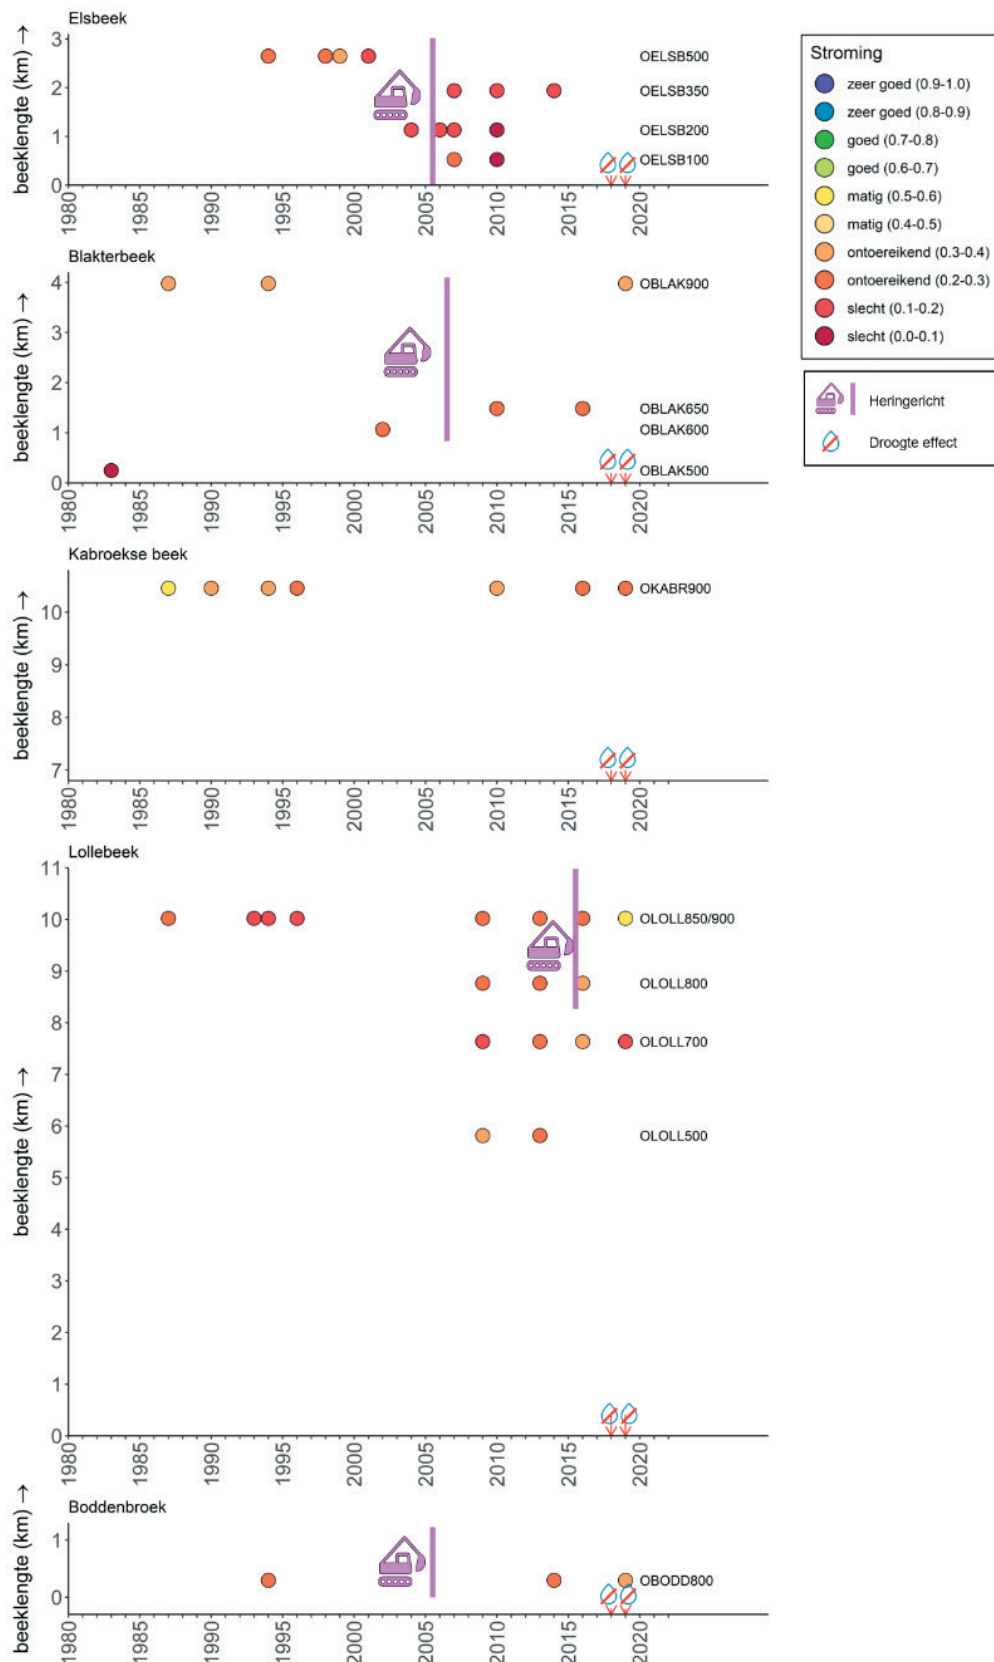 Elsbeek
beeklengte (km) →
3
2
1
0
OELSB500
OELSB350
OELSB200
OELSB100
1980
1985
1990
1995
2000
2005
2010
2015
2020
Stroming
zeer goed (0.9-1.0)
zeer goed (0.8-0.9)
goed (0.7-0.8)
goed (0.6-0.7)
matig (0.5-0.6)
matig (0.4-0.5)
ontoereikend (0.3-0.4)
ontoereikend (0.2-0.3)
slecht (0.1-0.2)
slecht (0.0-0.1)
Heringericht
Droogte effect
Blakterbeek
beeklengte (km) →
4
3
2
1
0
OBLAK900
OBLAK650
OBLAK600
OBLAK500
1980
1985
1990
1995
2000
2005
2010
2015
2020
Kabroekse beek
beeklengte (km) →
10
9
8
7
OKABR900
1980
1985
1990
1995
2000
2005
2010
2015
2020
Lollebeek
beeklengte (km) →
11
10
9
8
7
6
5
4
3
2
1
0
OLOLL850/900
OLOLL800
OLOLL700
OLOLL500
1980
1985
1990
1995
2000
2005
2010
2015
2020
Boddenbroek
beeklengte (km) →
1
0
OBODD800
1980
1985
1990
1995
2000
2005
2010
2015
2020